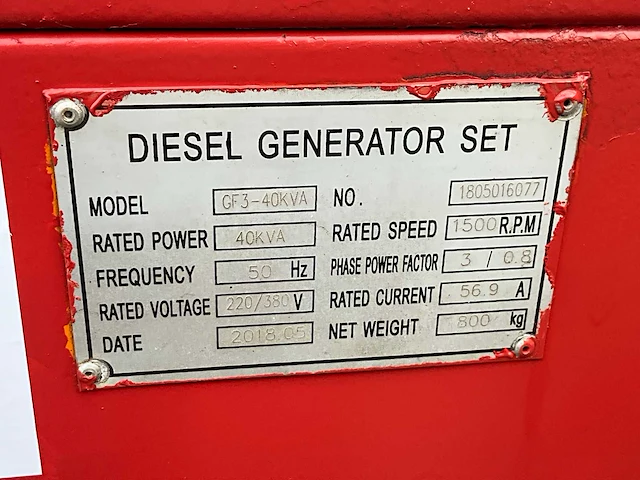 DIESEL GENERATOR SET
MODEL GF3-40KVA NO. 1805016077
RATED POWER 40KVA RATED SPEED 1500 R.P.M
FREQUENCY 50 Hz PHASE POWER FACTOR 3 / 0.8
RATED VOLTAGE 220/380 V RATED CURRENT 56.9 A
DATE 2018.05 NET WEIGHT 800 kg